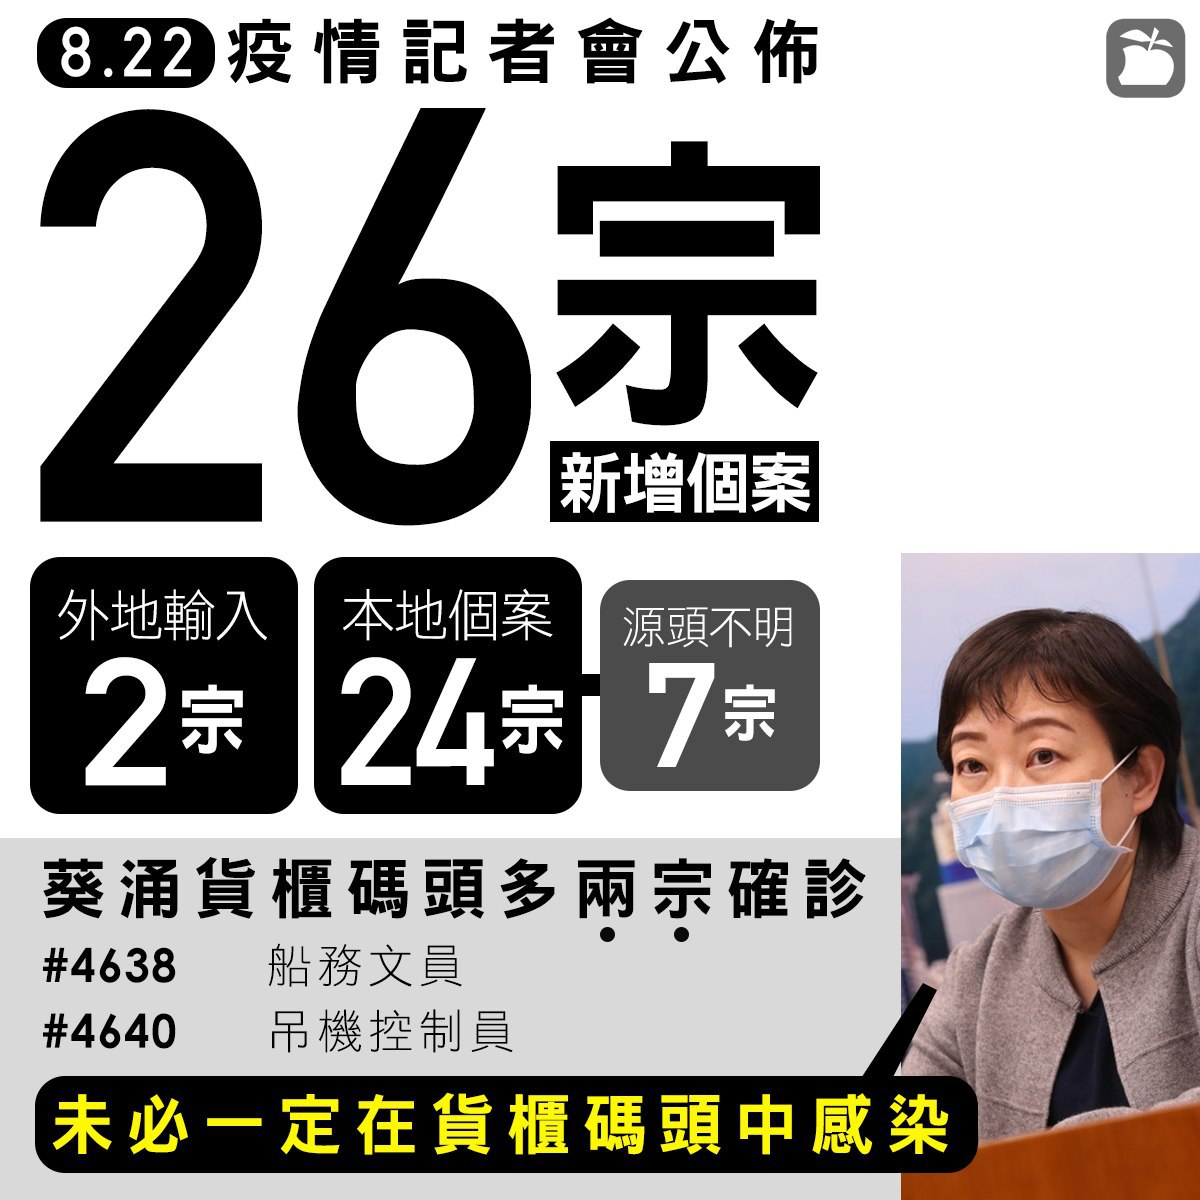 8.22 疫情記者會公佈
26宗
新增個案
外地輸入
2宗
本地個案
24宗
源頭不明
7宗
葵涌貨櫃碼頭多兩宗確診
#4638 船務文員
#4640 吊機控制員
未必一定在貨櫃碼頭中感染